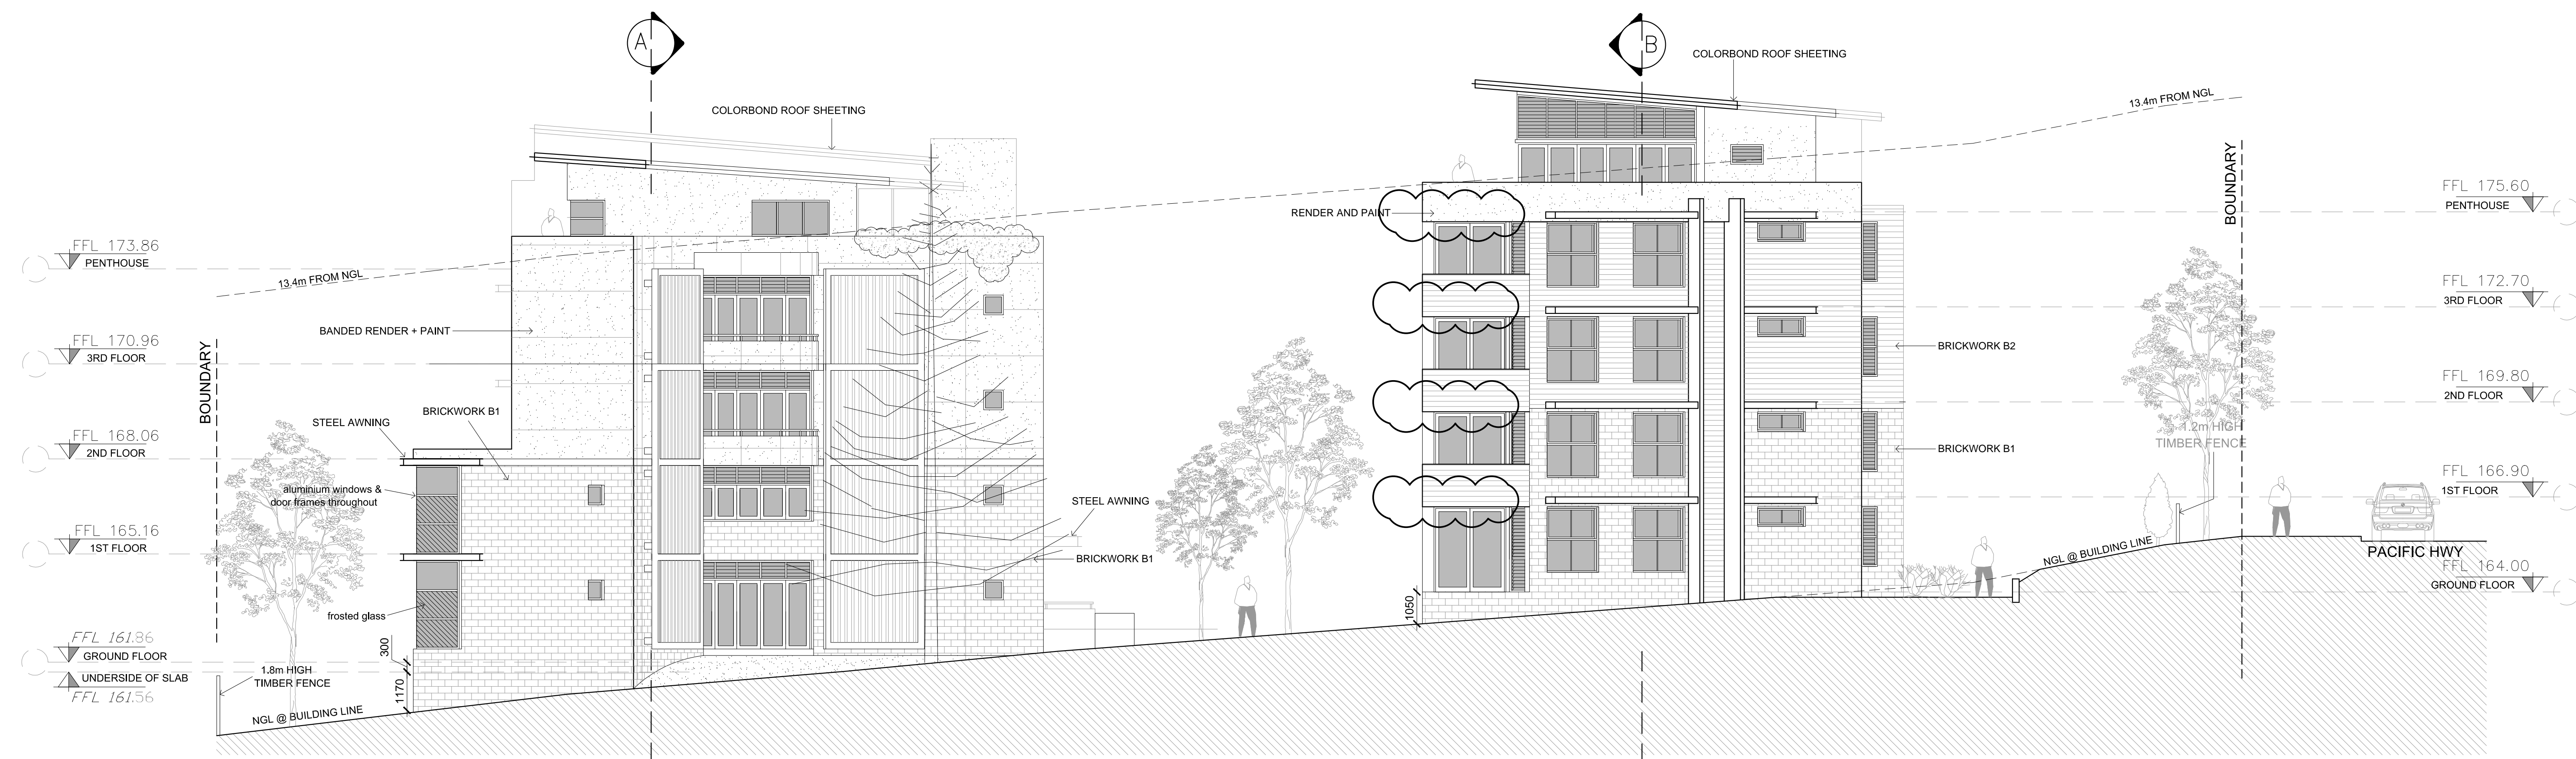 A
B
COLORBOND ROOF SHEETING
COLORBOND ROOF SHEETING
13.4m FROM NGL
BOUNDARY
FFL 175.60
PENTHOUSE
RENDER AND PAINT
FFL 173.86
PENTHOUSE
13.4m FROM NGL
FFL 172.70
3RD FLOOR
BANDED RENDER + PAINT
FFL 170.96
3RD FLOOR
BOUNDARY
BRICKWORK B2
FFL 169.80
2ND FLOOR
BRICKWORK B1
STEEL AWNING
FFL 168.06
2ND FLOOR
1.2m HIGH
TIMBER FENCE
BRICKWORK B1
FFL 166.90
1ST FLOOR
aluminium windows &
door frames throughout
STEEL AWNING
FFL 165.16
1ST FLOOR
BRICKWORK B1
NGL @ BUILDING LINE
PACIFIC HWY
FFL 164.00
GROUND FLOOR
1050
frosted glass
FFL 161.86
GROUND FLOOR
300
1.8m HIGH
TIMBER FENCE
UNDERSIDE OF SLAB
FFL 161.56
1170
NGL @ BUILDING LINE